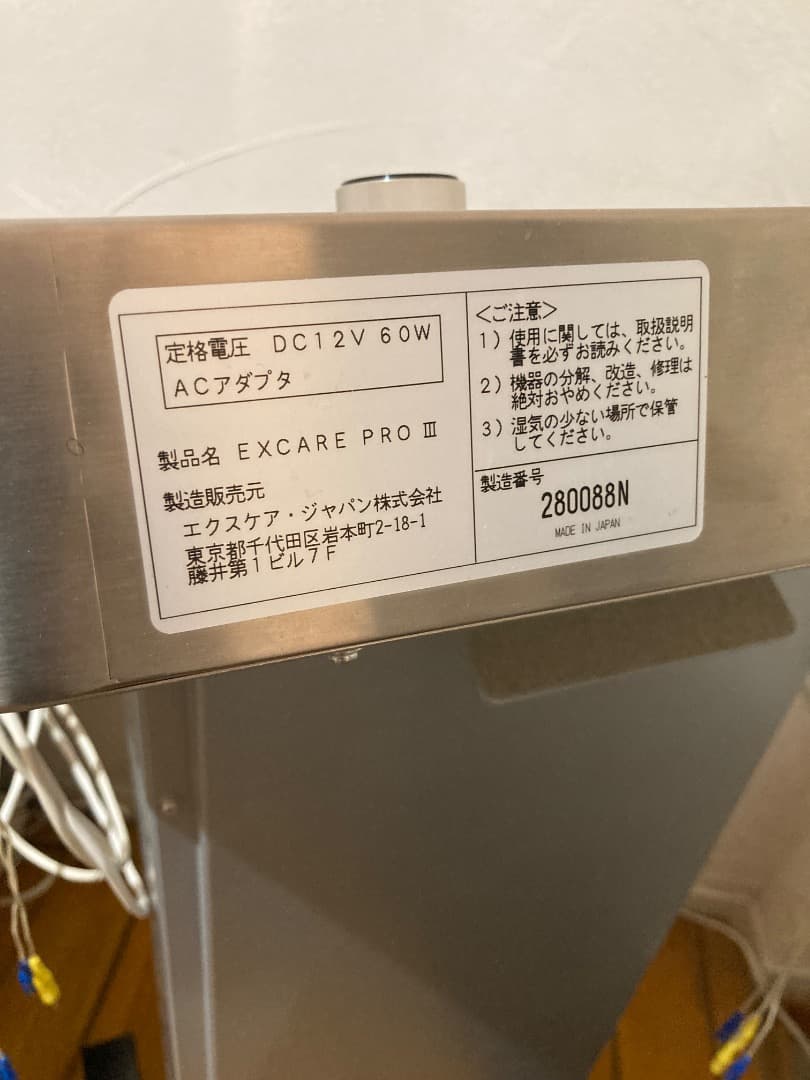 定格電圧 DC12V 60W
ACアダプタ
製品名 EXCARE PRO Ⅲ
製造販売元
エクスケア・ジャパン株式会社
東京都千代田区岩本町2-18-1
藤井第1ビル7F
＜ご注意＞
1）使用に関しては、取扱説明
書を必ずお読みください。
2）機器の分解、改造、修理は
絶対おやめください。
3）湿気の少ない場所で保管
してください。
製造番号
280088N
MADE IN JAPAN